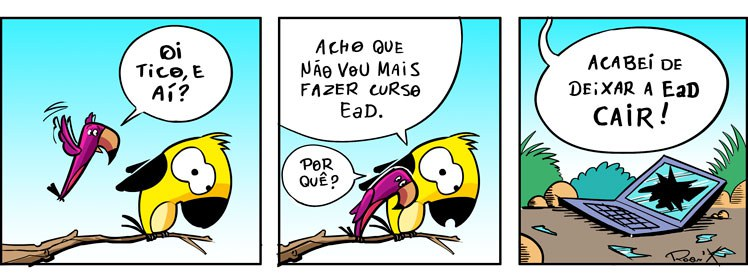 Oi
TICO, E
AÍ?
ACHO QUE
NÃO VOU MAIS
FAZER CURSO
EaD.
POR
QUÊ?
ACABEI DE
DEIXAR A EaD
CAIR!